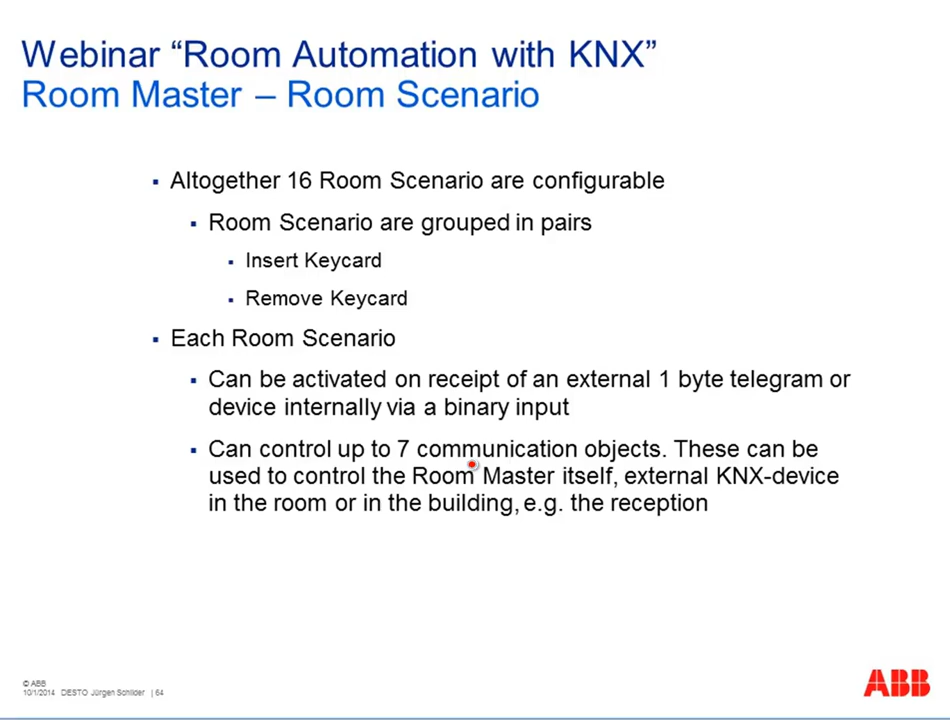 Webinar “Room Automation with KNX”
Room Master – Room Scenario
▪ Altogether 16 Room Scenario are configurable
▪ Room Scenario are grouped in pairs
▪ Insert Keycard
▪ Remove Keycard
▪ Each Room Scenario
▪ Can be activated on receipt of an external 1 byte telegram or
device internally via a binary input
▪ Can control up to 7 communication objects. These can be
used to control the Room Master itself, external KNX-device
in the room or in the building, e.g. the reception
© ABB
10/1/2014 DESTO Jürgen Schilder | 64
ABB